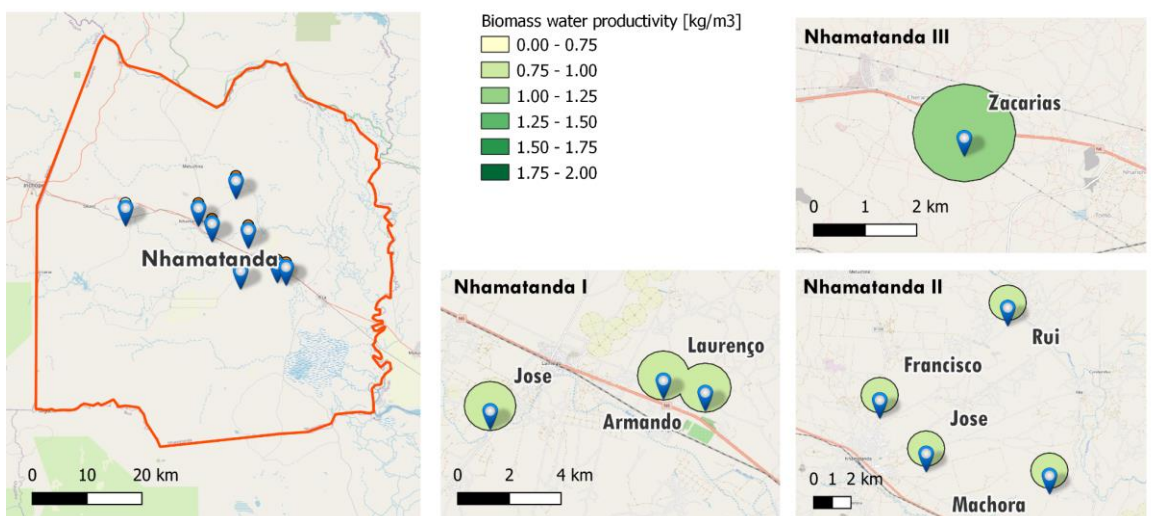 Nhamatanda
0 10 20 km
Biomass water productivity [kg/m3]
0.00 - 0.75
0.75 - 1.00
1.00 - 1.25
1.25 - 1.50
1.50 - 1.75
1.75 - 2.00
Nhamatanda III
Zacarias
0 1 2 km
Nhamatanda I
Laurenço
Jose
Armando
0 2 4 km
Nhamatanda II
Rui
Francisco
Jose
0 1 2 km
Machora